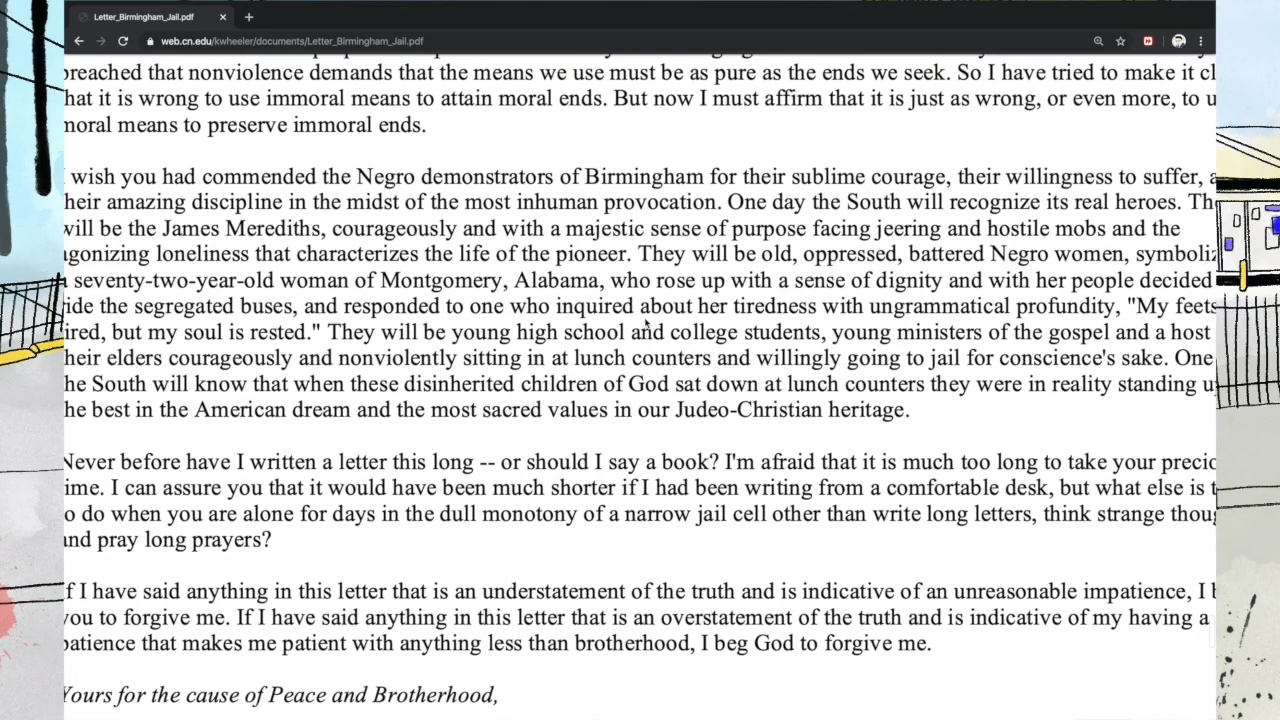 Letter_Birmingham_Jail.pdf
web.cn.edu/kwheeler/documents/Letter_Birmingham_Jail.pdf
preached that nonviolence demands that the means we use must be as pure as the ends we seek. So I have tried to make it cl
hat it is wrong to use immoral means to attain moral ends. But now I must affirm that it is just as wrong, or even more, to u
moral means to preserve immoral ends.
I wish you had commended the Negro demonstrators of Birmingham for their sublime courage, their willingness to suffer, a
heir amazing discipline in the midst of the most inhuman provocation. One day the South will recognize its real heroes. Th
will be the James Merediths, courageously and with a majestic sense of purpose facing jeering and hostile mobs and the
agonizing loneliness that characterizes the life of the pioneer. They will be old, oppressed, battered Negro women, symboliz
a seventy-two-year-old woman of Montgomery, Alabama, who rose up with a sense of dignity and with her people decided
ride the segregated buses, and responded to one who inquired about her tiredness with ungrammatical profundity, "My feets
ired, but my soul is rested." They will be young high school and college students, young ministers of the gospel and a host
heir elders courageously and nonviolently sitting in at lunch counters and willingly going to jail for conscience's sake. One
he South will know that when these disinherited children of God sat down at lunch counters they were in reality standing u
he best in the American dream and the most sacred values in our Judeo-Christian heritage.
Never before have I written a letter this long -- or should I say a book? I'm afraid that it is much too long to take your precio
ime. I can assure you that it would have been much shorter if I had been writing from a comfortable desk, but what else is t
o do when you are alone for days in the dull monotony of a narrow jail cell other than write long letters, think strange thoug
and pray long prayers?
If I have said anything in this letter that is an understatement of the truth and is indicative of an unreasonable impatience, I b
you to forgive me. If I have said anything in this letter that is an overstatement of the truth and is indicative of my having a
patience that makes me patient with anything less than brotherhood, I beg God to forgive me.
Yours for the cause of Peace and Brotherhood,